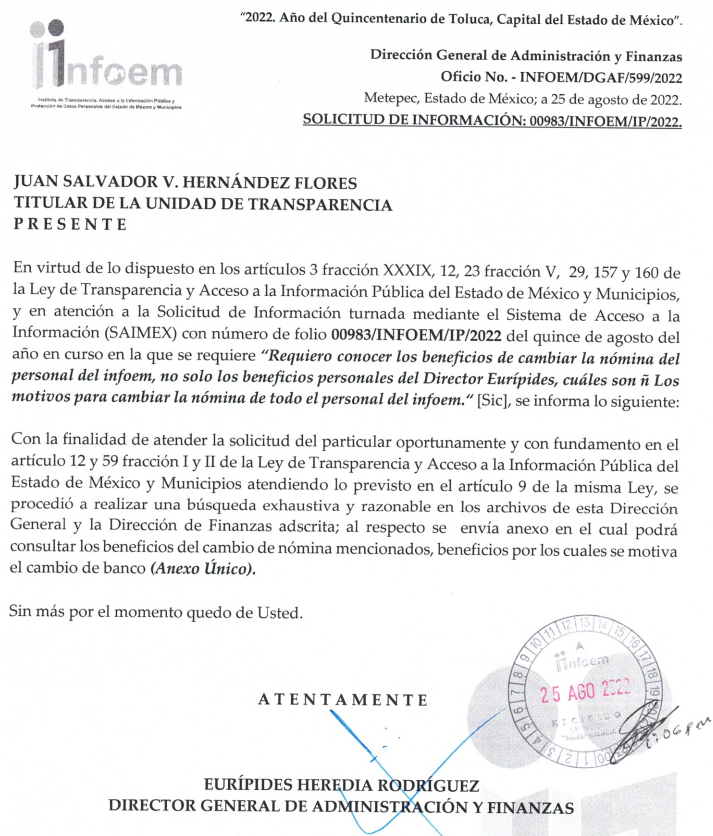 “2022. Año del Quincentenario de Toluca, Capital del Estado de México”.
infoem
Instituto de Transparencia, Acceso a la Información Pública y
Protección de Datos Personales del Estado de México y Municipios
Dirección General de Administración y Finanzas
Oficio No. - INFOEM/DGAF/599/2022
Metepec, Estado de México; a 25 de agosto de 2022.
SOLICITUD DE INFORMACIÓN: 00983/INFOEM/IP/2022.
JUAN SALVADOR V. HERNÁNDEZ FLORES
TITULAR DE LA UNIDAD DE TRANSPARENCIA
P R E S E N T E
En virtud de lo dispuesto en los artículos 3 fracción XXXIX, 12, 23 fracción V, 29, 157 y 160 de
la Ley de Transparencia y Acceso a la Información Pública del Estado de México y Municipios,
y en atención a la Solicitud de Información turnada mediante el Sistema de Acceso a la
Información (SAIMEX) con número de folio 00983/INFOEM/IP/2022 del quince de agosto del
año en curso en la que se requiere “Requiero conocer los beneficios de cambiar la nómina del
personal del infoem, no solo los beneficios personales del Director Eurípides, cuáles son ñ Los
motivos para cambiar la nómina de todo el personal del infoem.“ [Sic], se informa lo siguiente:
Con la finalidad de atender la solicitud del particular oportunamente y con fundamento en el
artículo 12 y 59 fracción I y II de la Ley de Transparencia y Acceso a la Información Pública del
Estado de México y Municipios atendiendo lo previsto en el artículo 9 de la misma Ley, se
procedió a realizar una búsqueda exhaustiva y razonable en los archivos de esta Dirección
General y la Dirección de Finanzas adscrita; al respecto se envía anexo en el cual podrá
consultar los beneficios del cambio de nómina mencionados, beneficios por los cuales se motiva
el cambio de banco (Anexo Único).
Sin más por el momento quedo de Usted.
infoem
25 AGO 2022
RECIBIDO
TRANSPARENCIA
1:06 pm
A T E N T A M E N T E
EURÍPIDES HEREDIA RODRÍGUEZ
DIRECTOR GENERAL DE ADMINISTRACIÓN Y FINANZAS